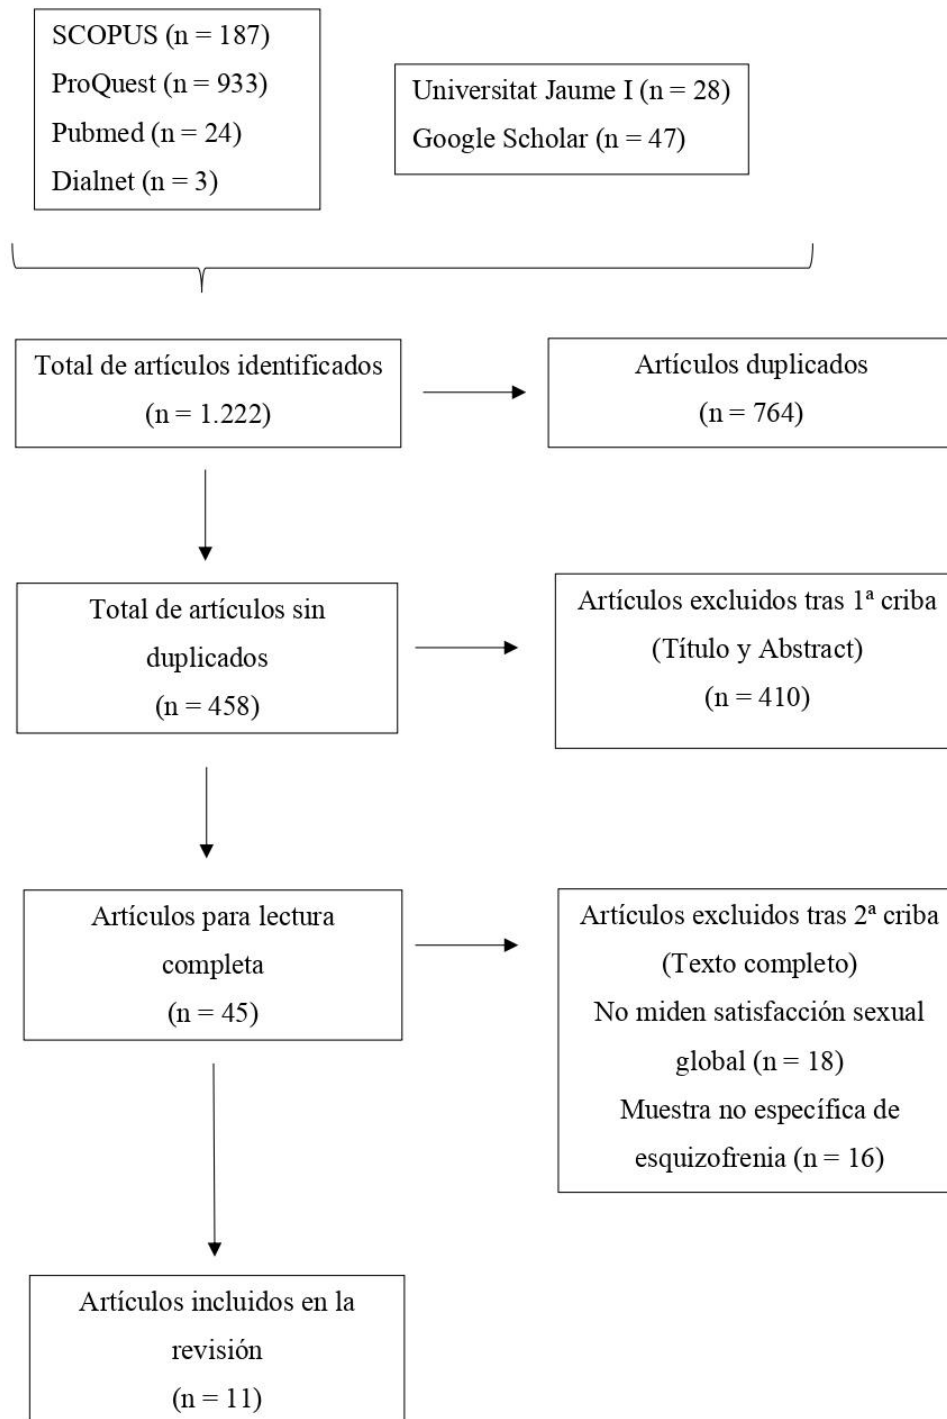 SCOPUS (n = 187)
ProQuest (n = 933)
Pubmed (n = 24)
Dialnet (n = 3)
Universitat Jaume I (n = 28)
Google Scholar (n = 47)
Total de artículos identificados
(n = 1.222)
Artículos duplicados
(n = 764)
Total de artículos sin
duplicados
(n = 458)
Artículos excluidos tras 1ª criba
(Título y Abstract)
(n = 410)
Artículos para lectura
completa
(n = 45)
Artículos excluidos tras 2ª criba
(Texto completo)
No miden satisfacción sexual
global (n = 18)
Muestra no específica de
esquizofrenia (n = 16)
Artículos incluidos en la
revisión
(n = 11)